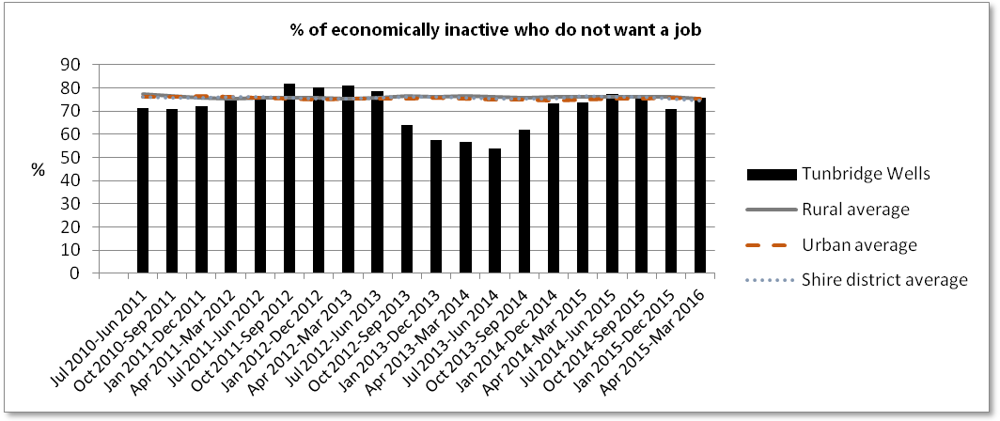 % of economically inactive who do not want a job
90
80
70
60
50
40
30
20
10
0
%
Jul 2010-Jun 2011
Oct 2010-Sep 2011
Jan 2011-Dec 2011
Apr 2011-Mar 2012
Jul 2011-Jun 2012
Oct 2011-Sep 2012
Jan 2012-Dec 2012
Apr 2012-Mar 2013
Jul 2012-Jun 2013
Oct 2012-Sep 2013
Jan 2013-Dec 2013
Apr 2013-Mar 2014
Jul 2013-Jun 2014
Oct 2013-Sep 2014
Jan 2014-Dec 2014
Apr 2014-Mar 2015
Jul 2014-Jun 2015
Oct 2014-Sep 2015
Jan 2015-Dec 2015
Apr 2015-Mar 2016
Tunbridge Wells
Rural average
Urban average
Shire district average